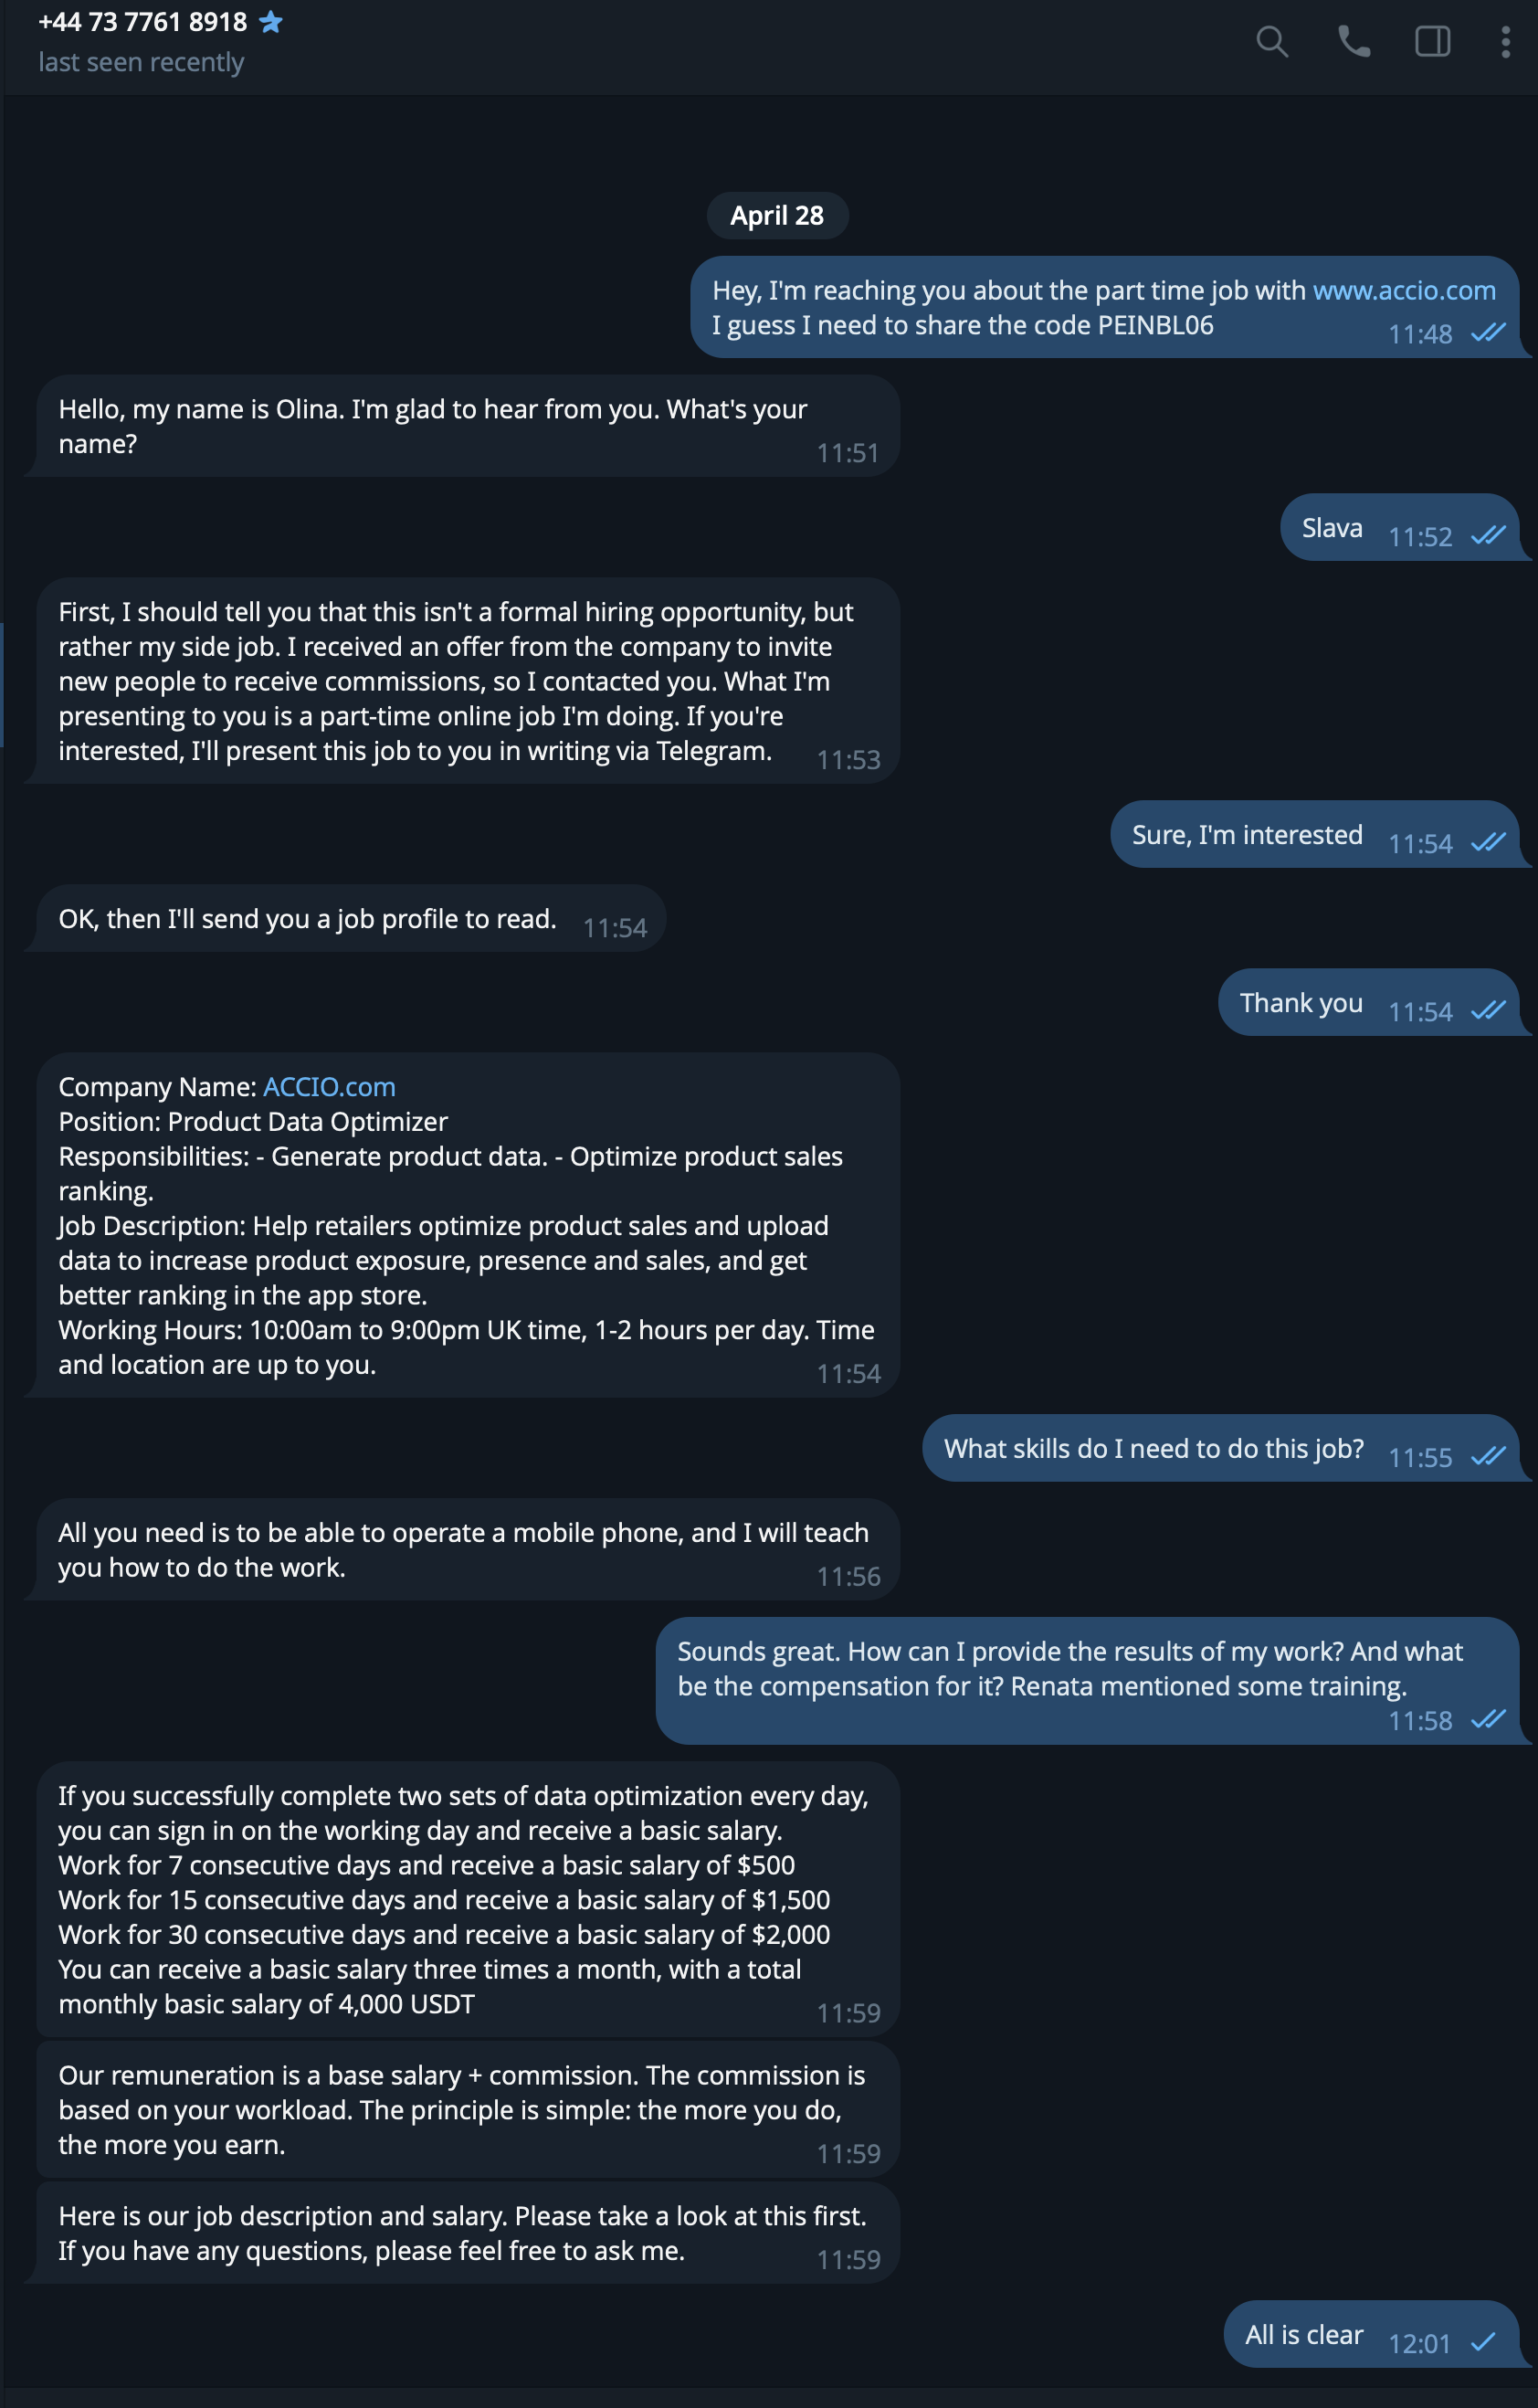 +44 73 7761 8918
last seen recently
April 28
Hey, I'm reaching you about the part time job with www.accio.com
I guess I need to share the code PEINBL06
11:48
Hello, my name is Olina. I'm glad to hear from you. What's your
name?
11:51
Slava 11:52
First, I should tell you that this isn't a formal hiring opportunity, but
rather my side job. I received an offer from the company to invite
new people to receive commissions, so I contacted you. What I'm
presenting to you is a part-time online job I'm doing. If you're
interested, I'll present this job to you in writing via Telegram.
11:53
Sure, I'm interested 11:54
OK, then I'll send you a job profile to read. 11:54
Thank you 11:54
Company Name: ACCIO.com
Position: Product Data Optimizer
Responsibilities: - Generate product data. - Optimize product sales
ranking.
Job Description: Help retailers optimize product sales and upload
data to increase product exposure, presence and sales, and get
better ranking in the app store.
Working Hours: 10:00am to 9:00pm UK time, 1-2 hours per day. Time
and location are up to you.
11:54
What skills do I need to do this job? 11:55
All you need is to be able to operate a mobile phone, and I will teach
you how to do the work.
11:56
Sounds great. How can I provide the results of my work? And what
be the compensation for it? Renata mentioned some training.
11:58
If you successfully complete two sets of data optimization every day,
you can sign in on the working day and receive a basic salary.
Work for 7 consecutive days and receive a basic salary of $500
Work for 15 consecutive days and receive a basic salary of $1,500
Work for 30 consecutive days and receive a basic salary of $2,000
You can receive a basic salary three times a month, with a total
monthly basic salary of 4,000 USDT
11:59
Our remuneration is a base salary + commission. The commission is
based on your workload. The principle is simple: the more you do,
the more you earn.
11:59
Here is our job description and salary. Please take a look at this first.
If you have any questions, please feel free to ask me.
11:59
All is clear 12:01